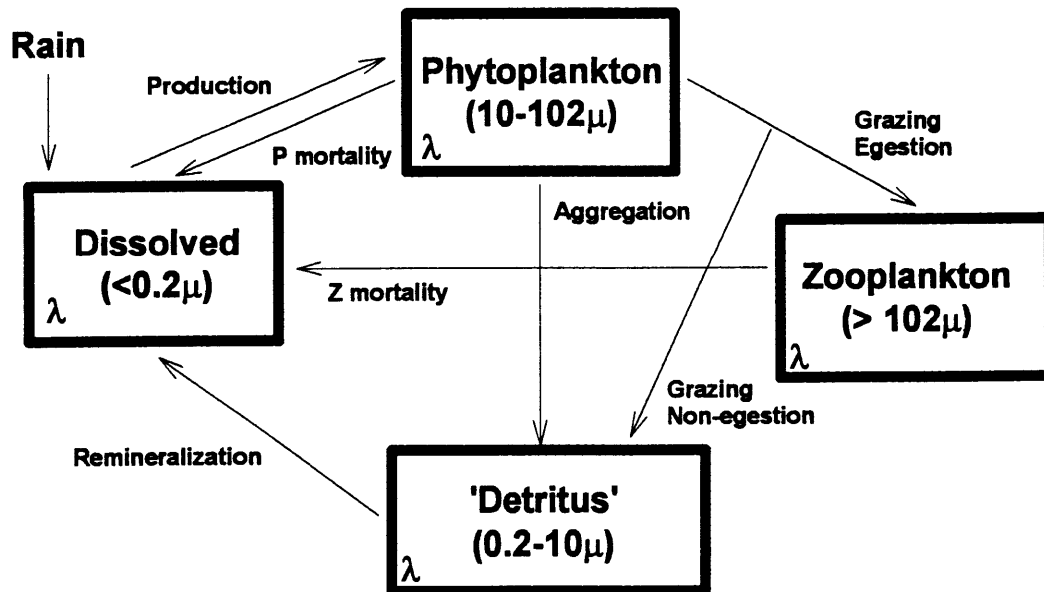 Rain
Production
P mortality
Phytoplankton
(10-102μ)
λ
Grazing
Egestion
Aggregation
Dissolved
(<0.2μ)
λ
Z mortality
Zooplankton
(> 102μ)
λ
Grazing
Non-egestion
Remineralization
'Detritus'
(0.2-10μ)
λ